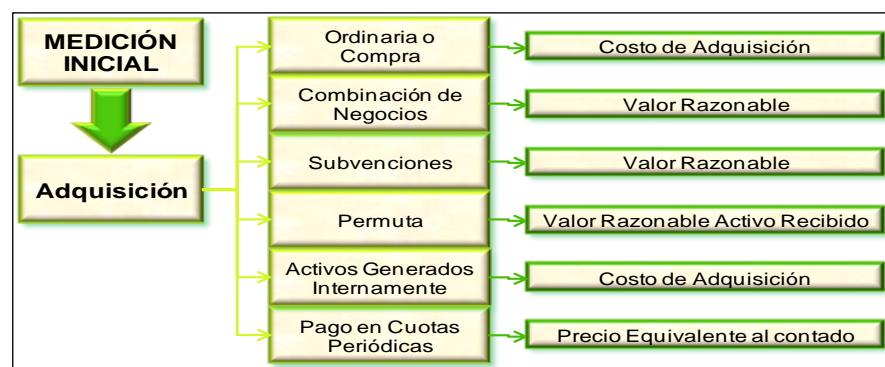 MEDICIÓN
INICIAL
Adquisición
Ordinaria o
Compra
Costo de Adquisición
Combinación de
Negocios
Valor Razonable
Subvenciones
Valor Razonable
Permuta
Valor Razonable Activo Recibido
Activos Generados
Internamente
Costo de Adquisición
Pago en Cuotas
Periódicas
Precio Equivalente al contado